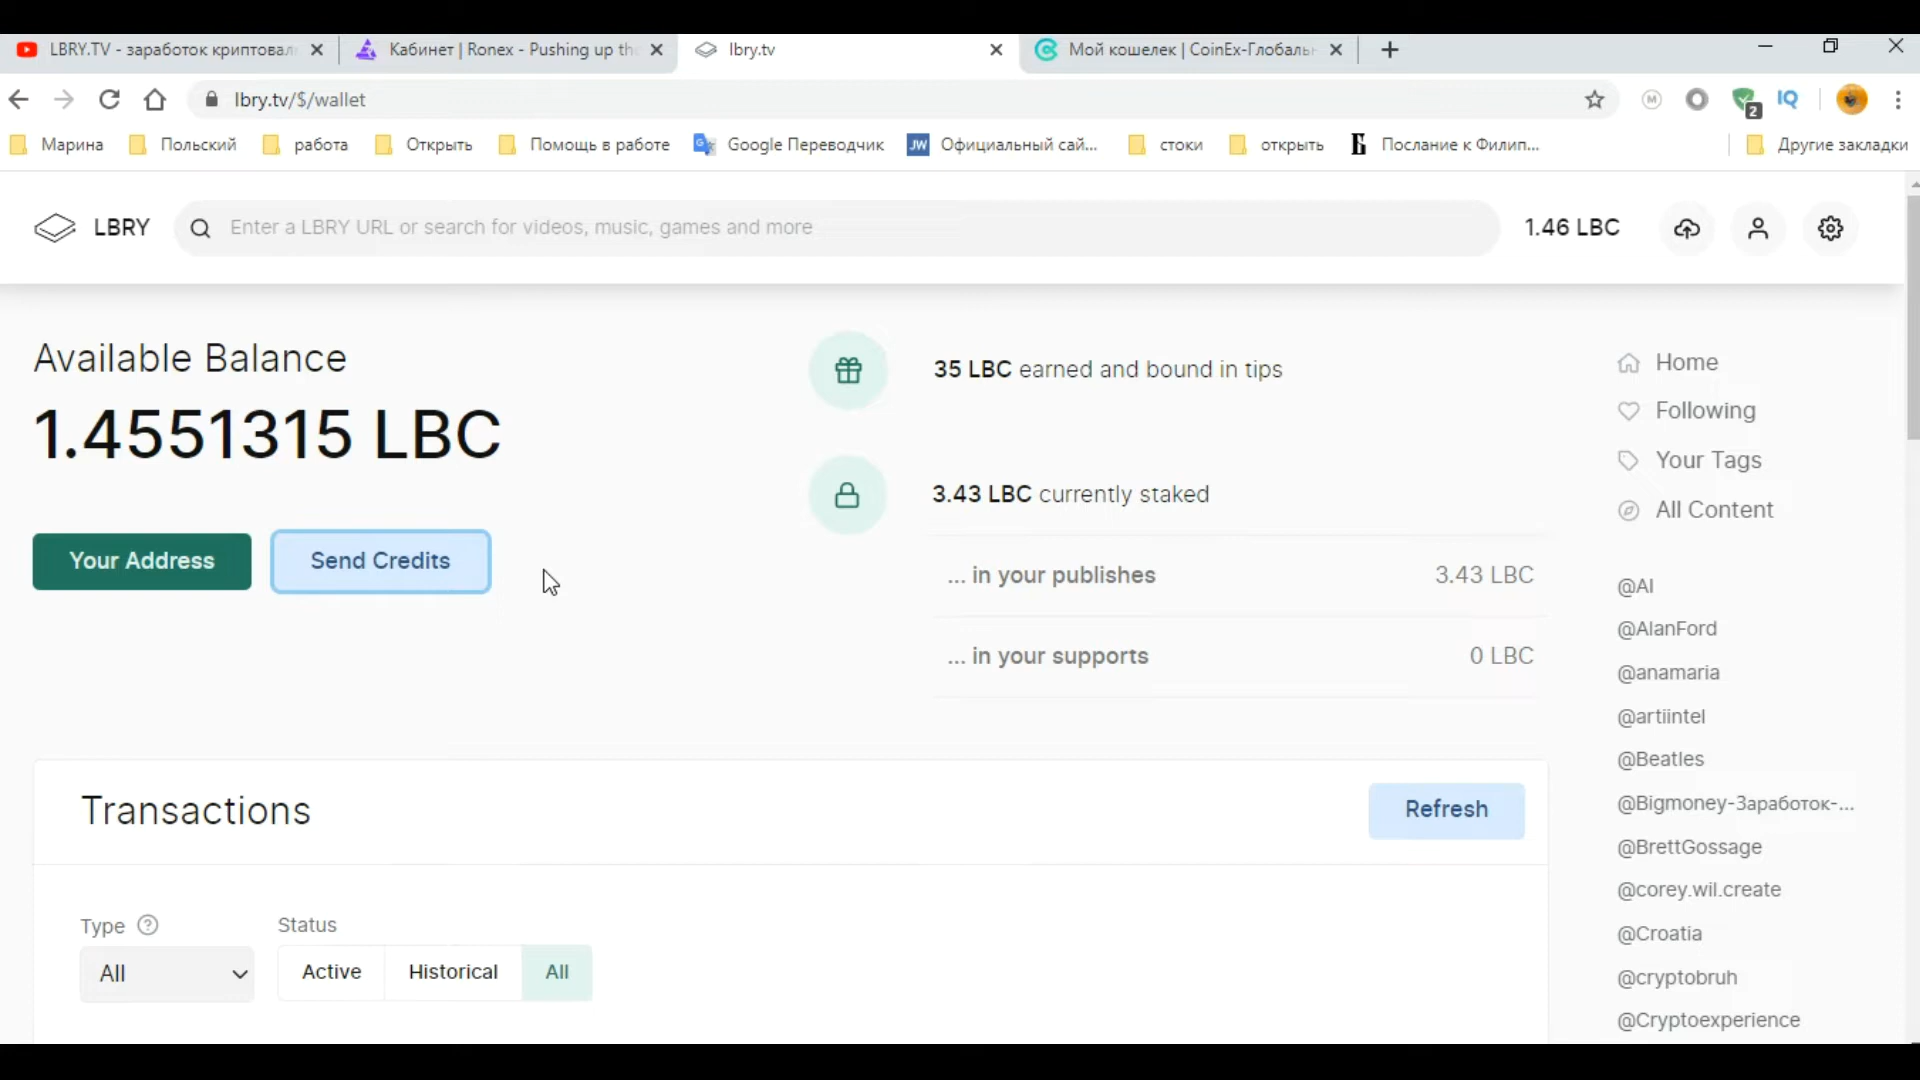 LBRY.TV - заработок криптовал
Кабинет | Ronex - Pushing up the
lbry.tv
Мой кошелек | CoinEx-Глобаль
lbry.tv/$/wallet
M
2
IQ
Марина
Польский
работа
Открыть
Помощь в работе
Google Переводчик
JW
Официальный сай...
стоки
открыть
Послание к Филип...
Другие закладки
LBRY
Enter a LBRY URL or search for videos, music, games and more
1.46 LBC
Available Balance
1.4551315 LBC
Your Address
Send Credits
35 LBC earned and bound in tips
3.43 LBC currently staked
... in your publishes
3.43 LBC
... in your supports
0 LBC
Home
Following
Your Tags
All Content
@AI
@AlanFord
@anamaria
@artiintel
@Beatles
@Bigmoney-Заработок-...
@BrettGossage
@corey.wil.create
@Croatia
@cryptobruh
@Cryptoexperience
Transactions
Refresh
Type
Status
All
Active
Historical
All